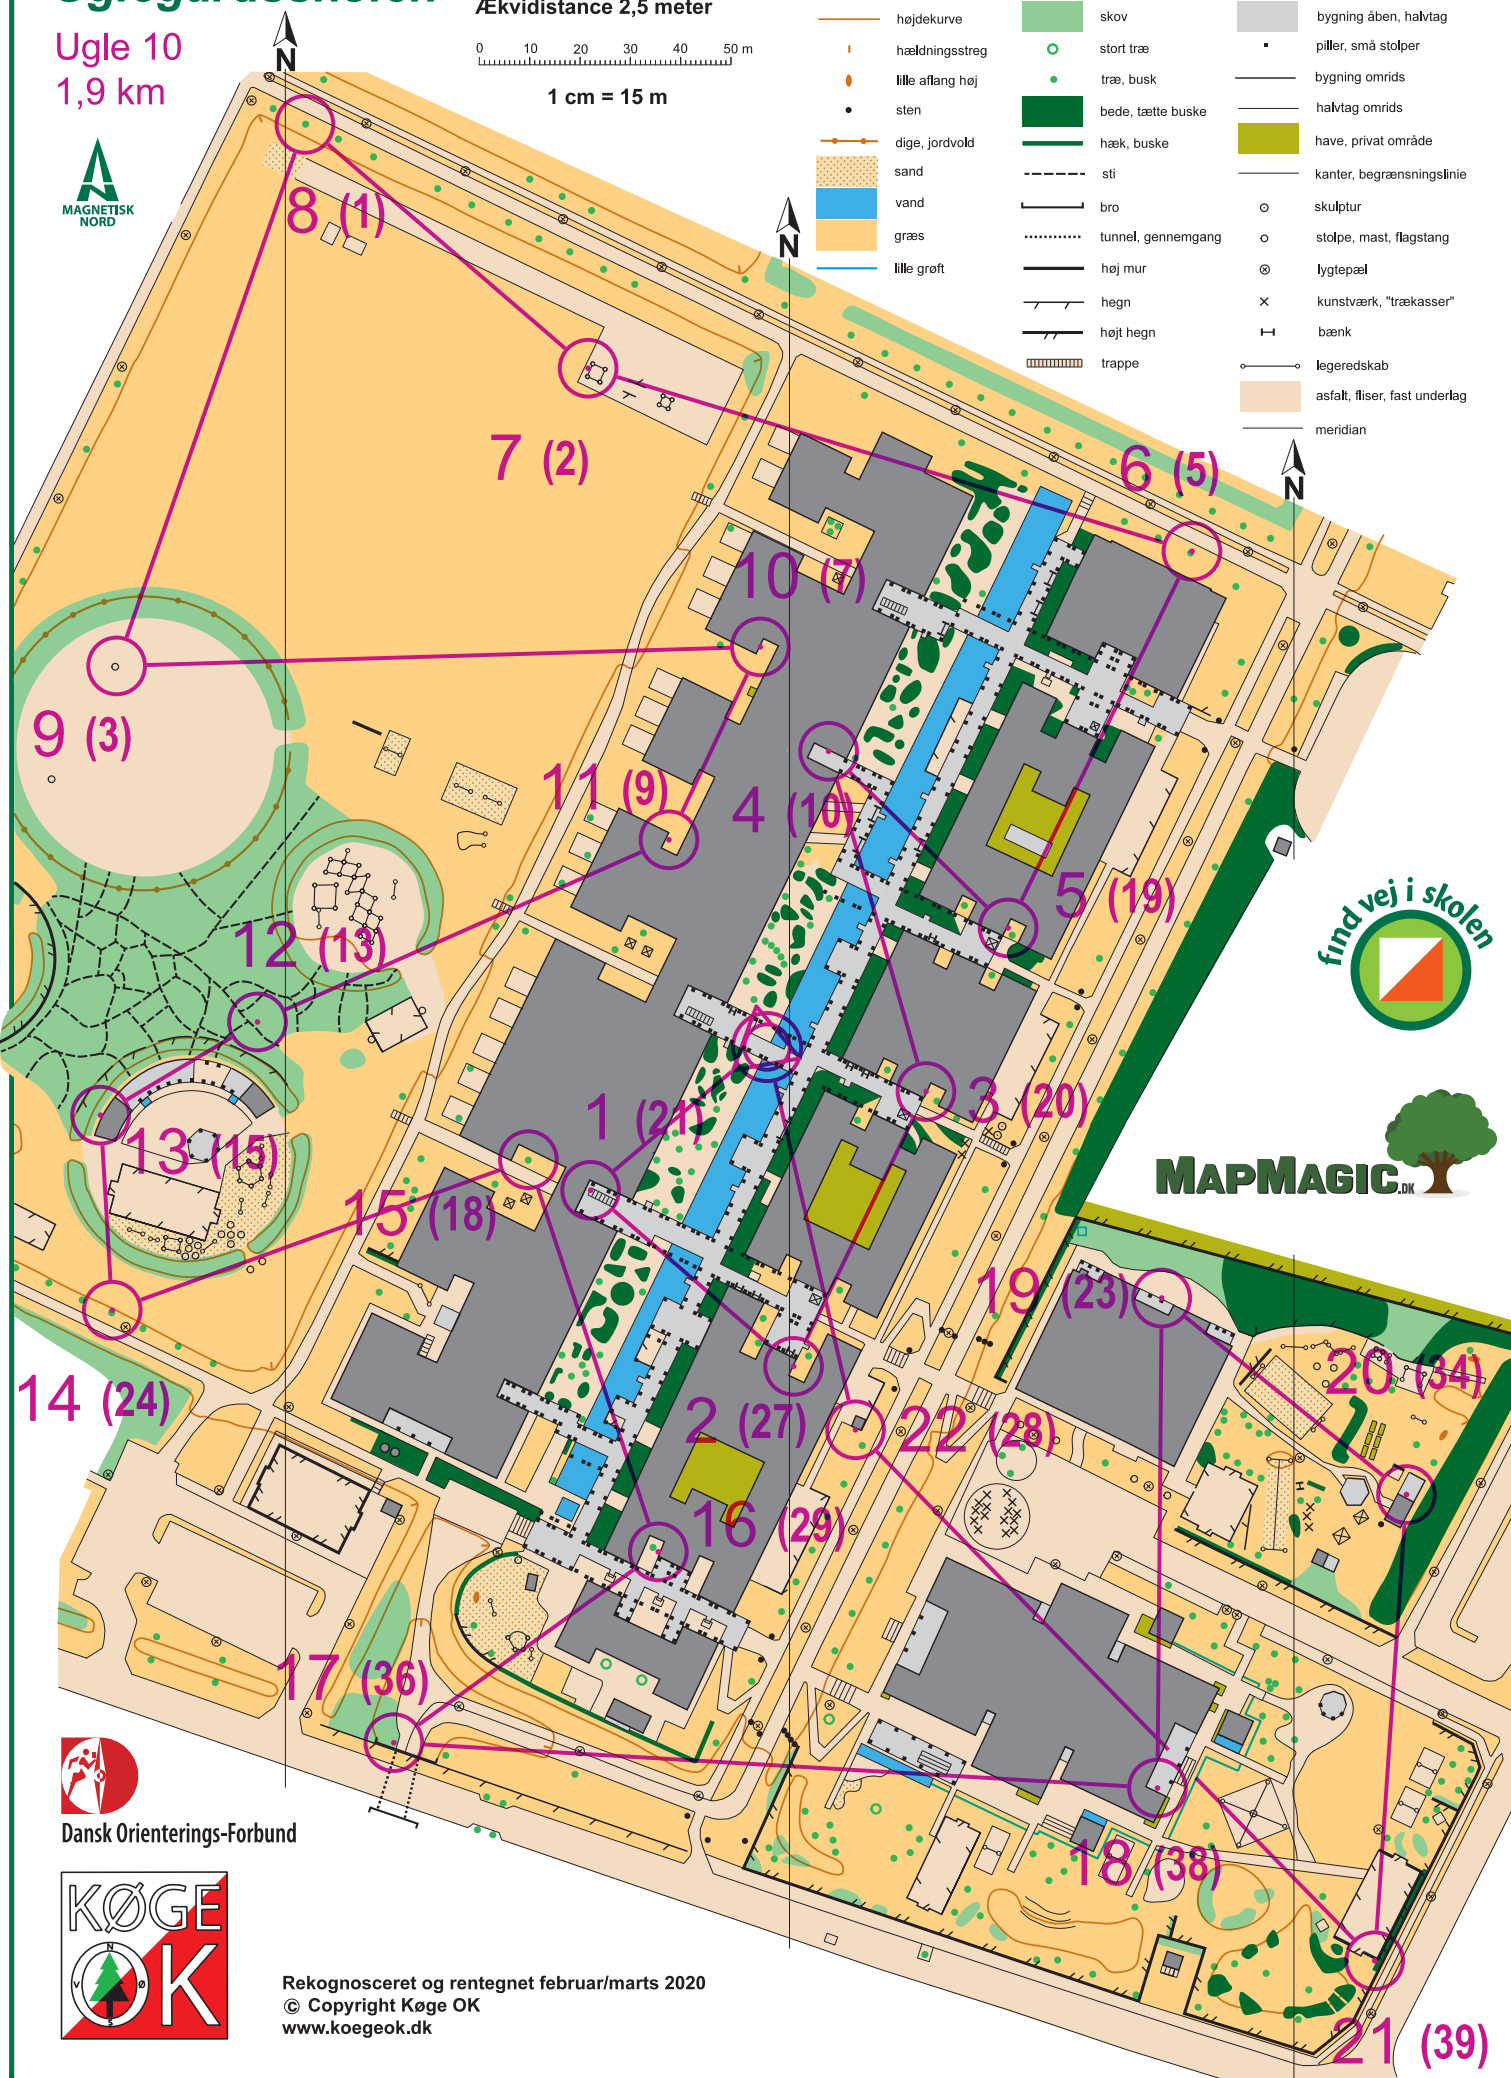 Ugle 10
1,9 km
Ækvidistance 2,5 meter
0 10 20 30 40 50 m
1 cm = 15 m
N
MAGNETISK
NORD
højdekurve
hældningsstreg
lille aflang høj
sten
dige, jordvold
sand
vand
græs
lille grøft
skov
stort træ
træ, busk
bede, tætte buske
hæk, buske
sti
bro
tunnel, gennemgang
høj mur
hegn
højt hegn
trappe
bygning åben, halvtag
piller, små stolper
bygning omrids
halvtag omrids
have, privat område
kanter, begrænsningslinie
skulptur
stolpe, mast, flagstang
lygtepæl
kunstværk, "trækasser"
bænk
legeredskab
asfalt, fliser, fast underlag
meridian
N
N
8 (1)
7 (2)
6 (5)
10 (7)
9 (3)
11 (9)
4 (10)
5 (19)
12 (13)
find vej i skolen
1 (21)
3 (20)
13 (15)
MAPMAGIC.DK
15 (18)
19 (23)
20 (34)
14 (24)
2 (27)
22 (28)
16 (29)
17 (36)
18 (38)
21 (39)
Dansk Orienterings-Forbund
KØGE
OK
N
V Ø
S
Rekognosceret og rentegnet februar/marts 2020
© Copyright Køge OK
www.koegeok.dk